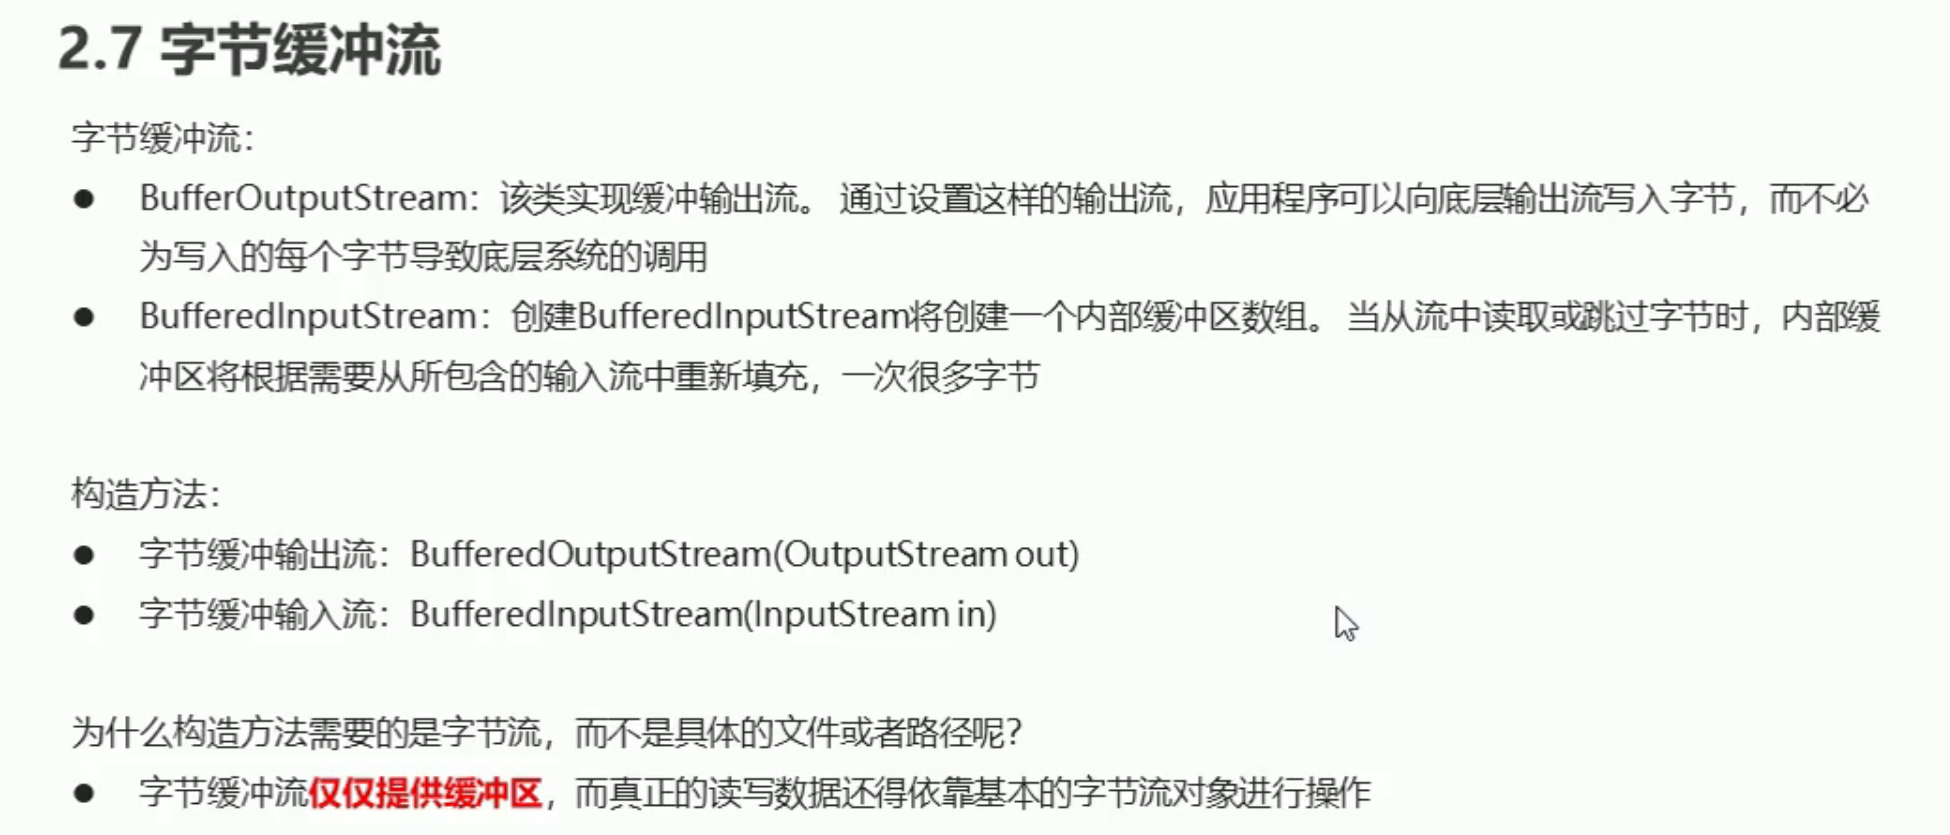 2.7 字节缓冲流
字节缓冲流：
● BufferOutputStream：该类实现缓冲输出流。 通过设置这样的输出流，应用程序可以向底层输出流写入字节，而不必
为写入的每个字节导致底层系统的调用
● BufferedInputStream：创建BufferedInputStream将创建一个内部缓冲区数组。 当从流中读取或跳过字节时，内部缓
冲区将根据需要从所包含的输入流中重新填充，一次很多字节
构造方法：
● 字节缓冲输出流：BufferedOutputStream(OutputStream out)
● 字节缓冲输入流：BufferedInputStream(InputStream in)
为什么构造方法需要的是字节流，而不是具体的文件或者路径呢？
● 字节缓冲流仅仅提供缓冲区，而真正的读写数据还得依靠基本的字节流对象进行操作